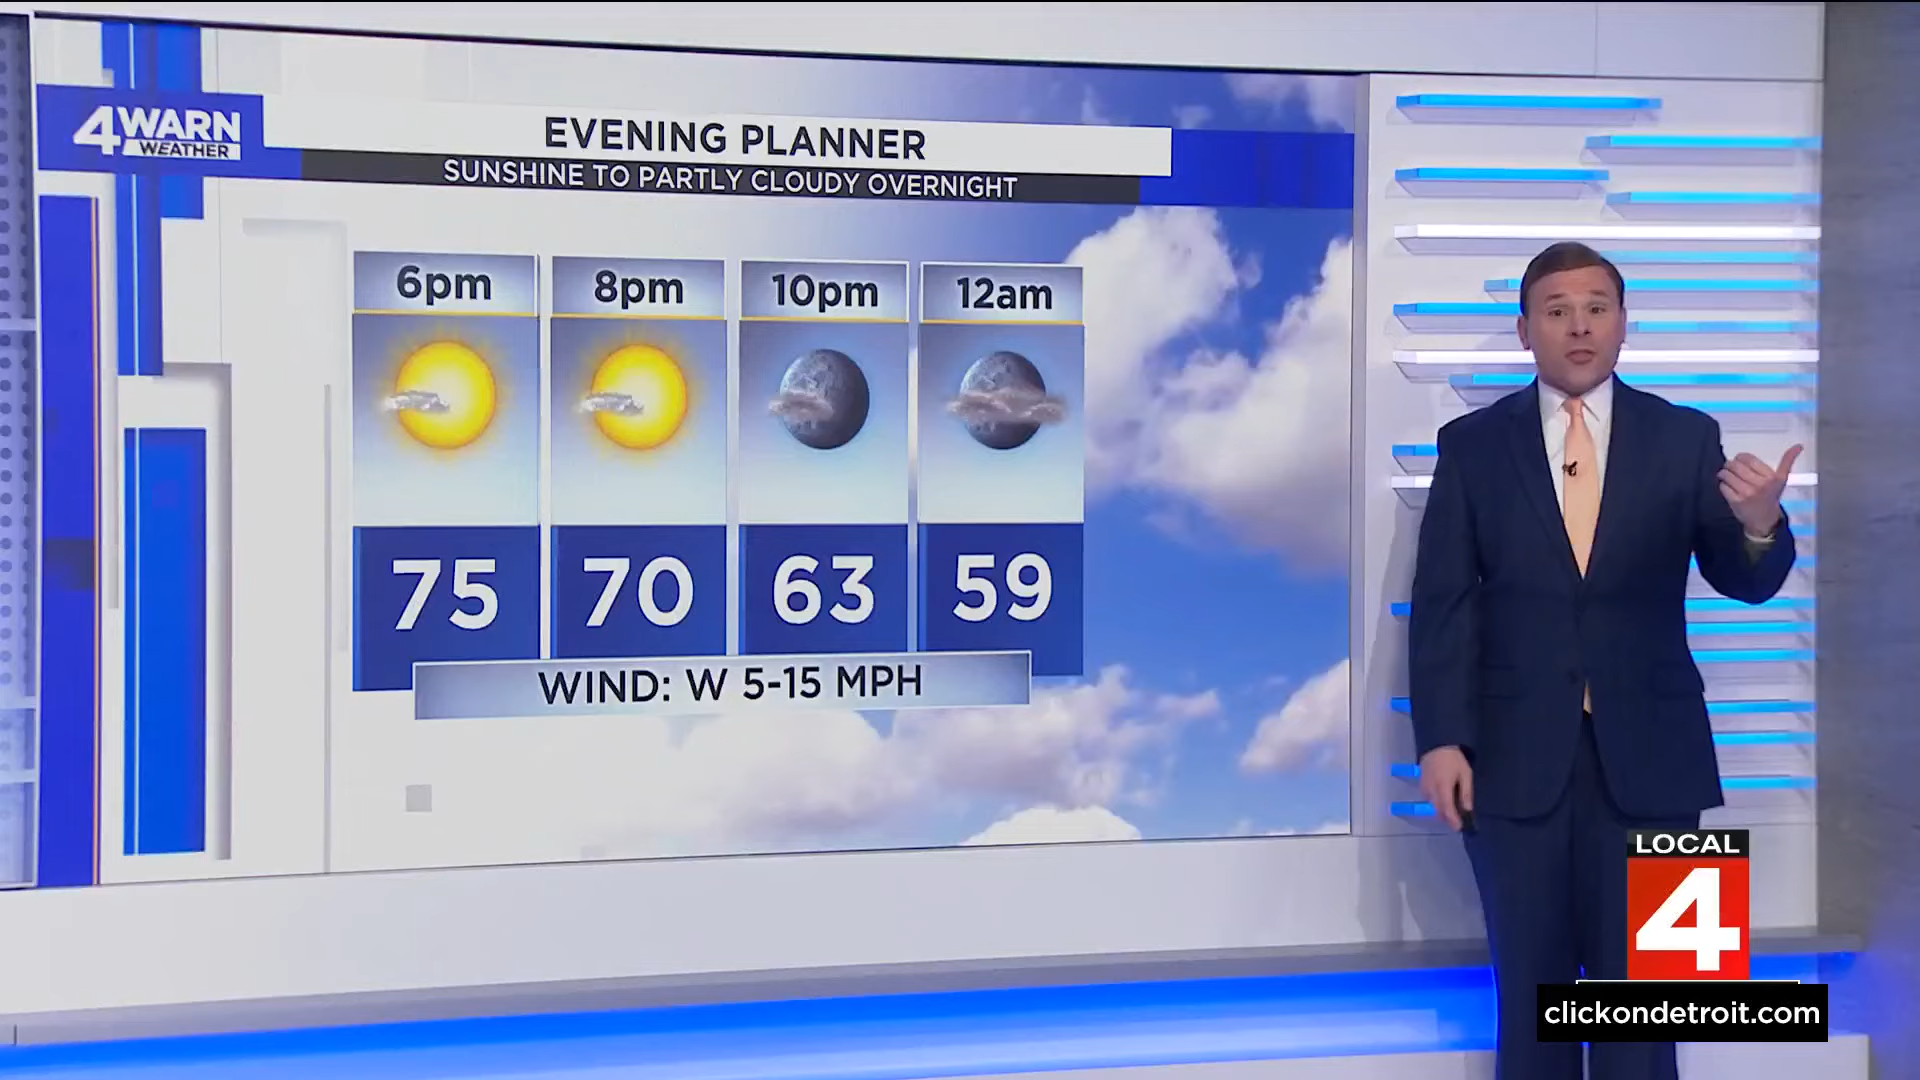 4WARN
WEATHER
EVENING PLANNER
SUNSHINE TO PARTLY CLOUDY OVERNIGHT
6pm
8pm
10pm
12am
75
70
63
59
WIND: W 5-15 MPH
LOCAL
4
clickondetroit.com